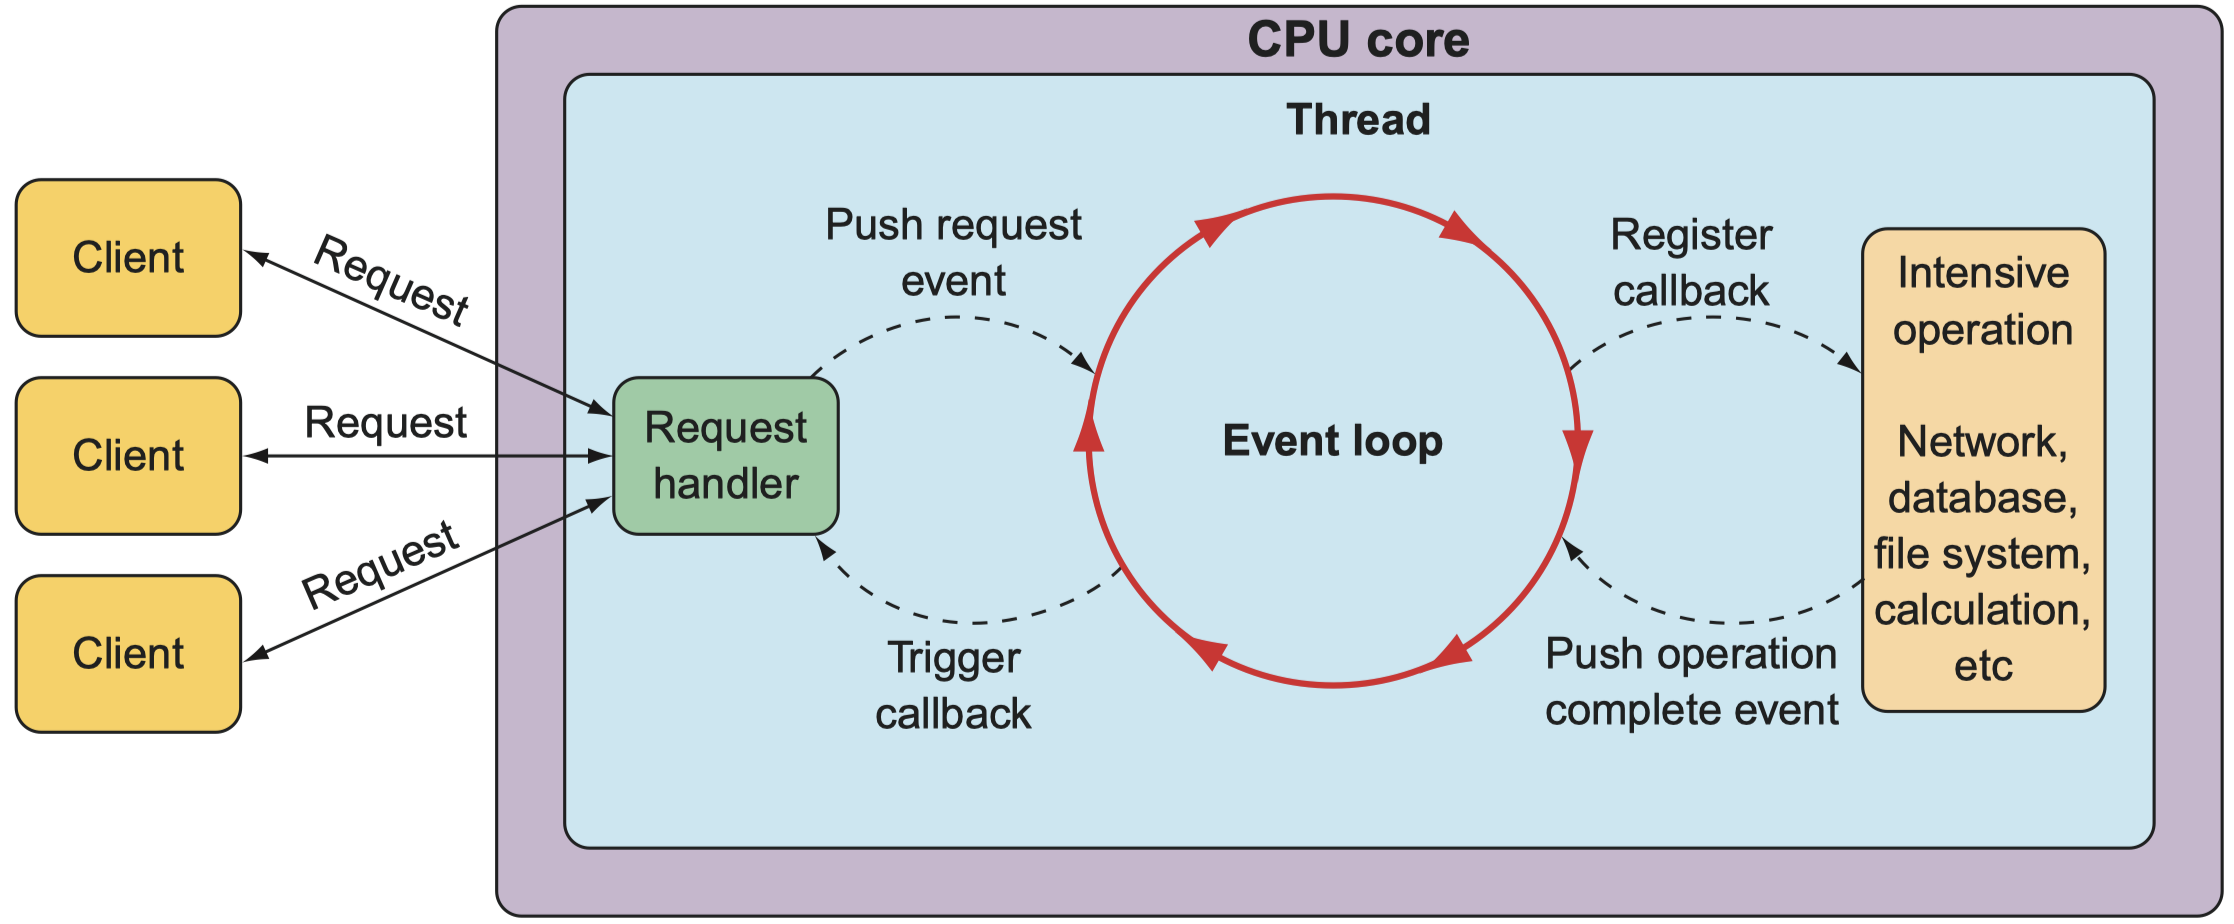 CPU core
Thread
Client
Client
Client
Request
Request
Request
Request
handler
Push request
event
Trigger
callback
Event loop
Register
callback
Push operation
complete event
Intensive
operation
Network,
database,
file system,
calculation,
etc